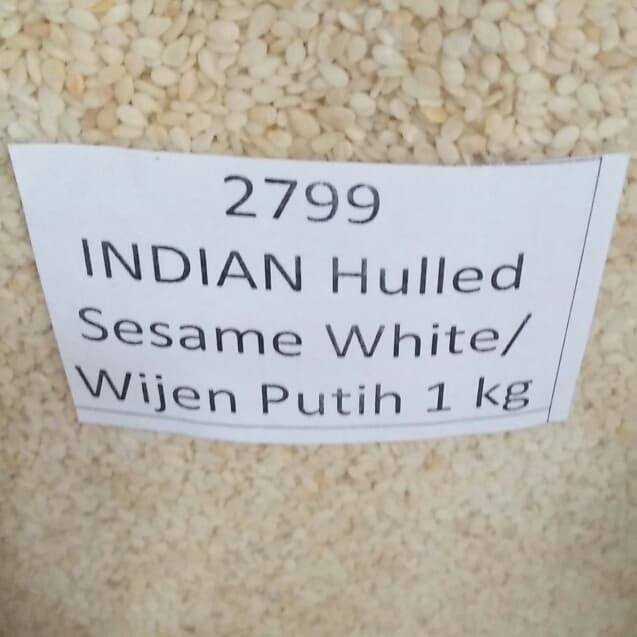 2799
INDIAN Hulled
Sesame White/
Wijen Putih 1 kg